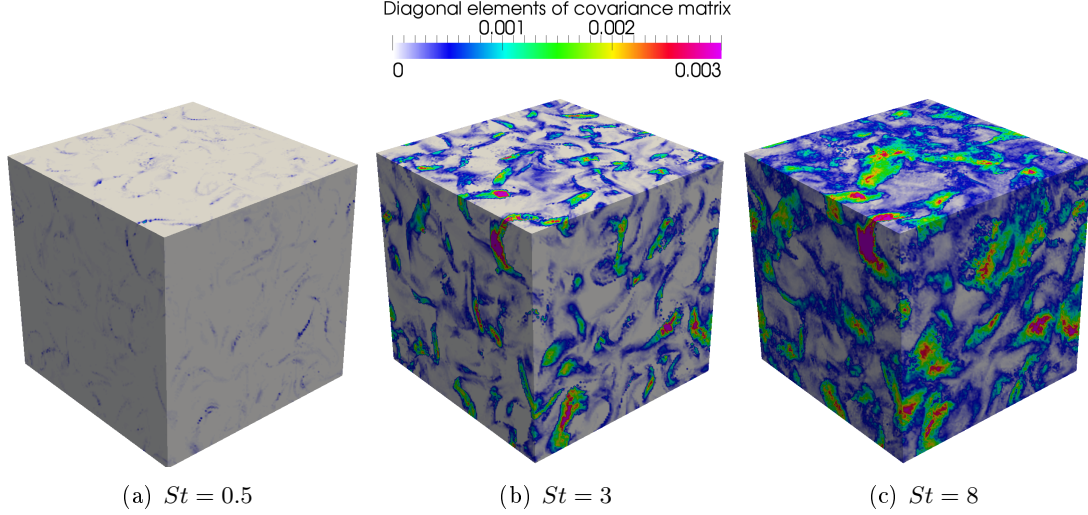 Diagonal elements of covariance matrix
0.001 0.002
0 0.003
(a) St = 0.5 (b) St = 3 (c) St = 8